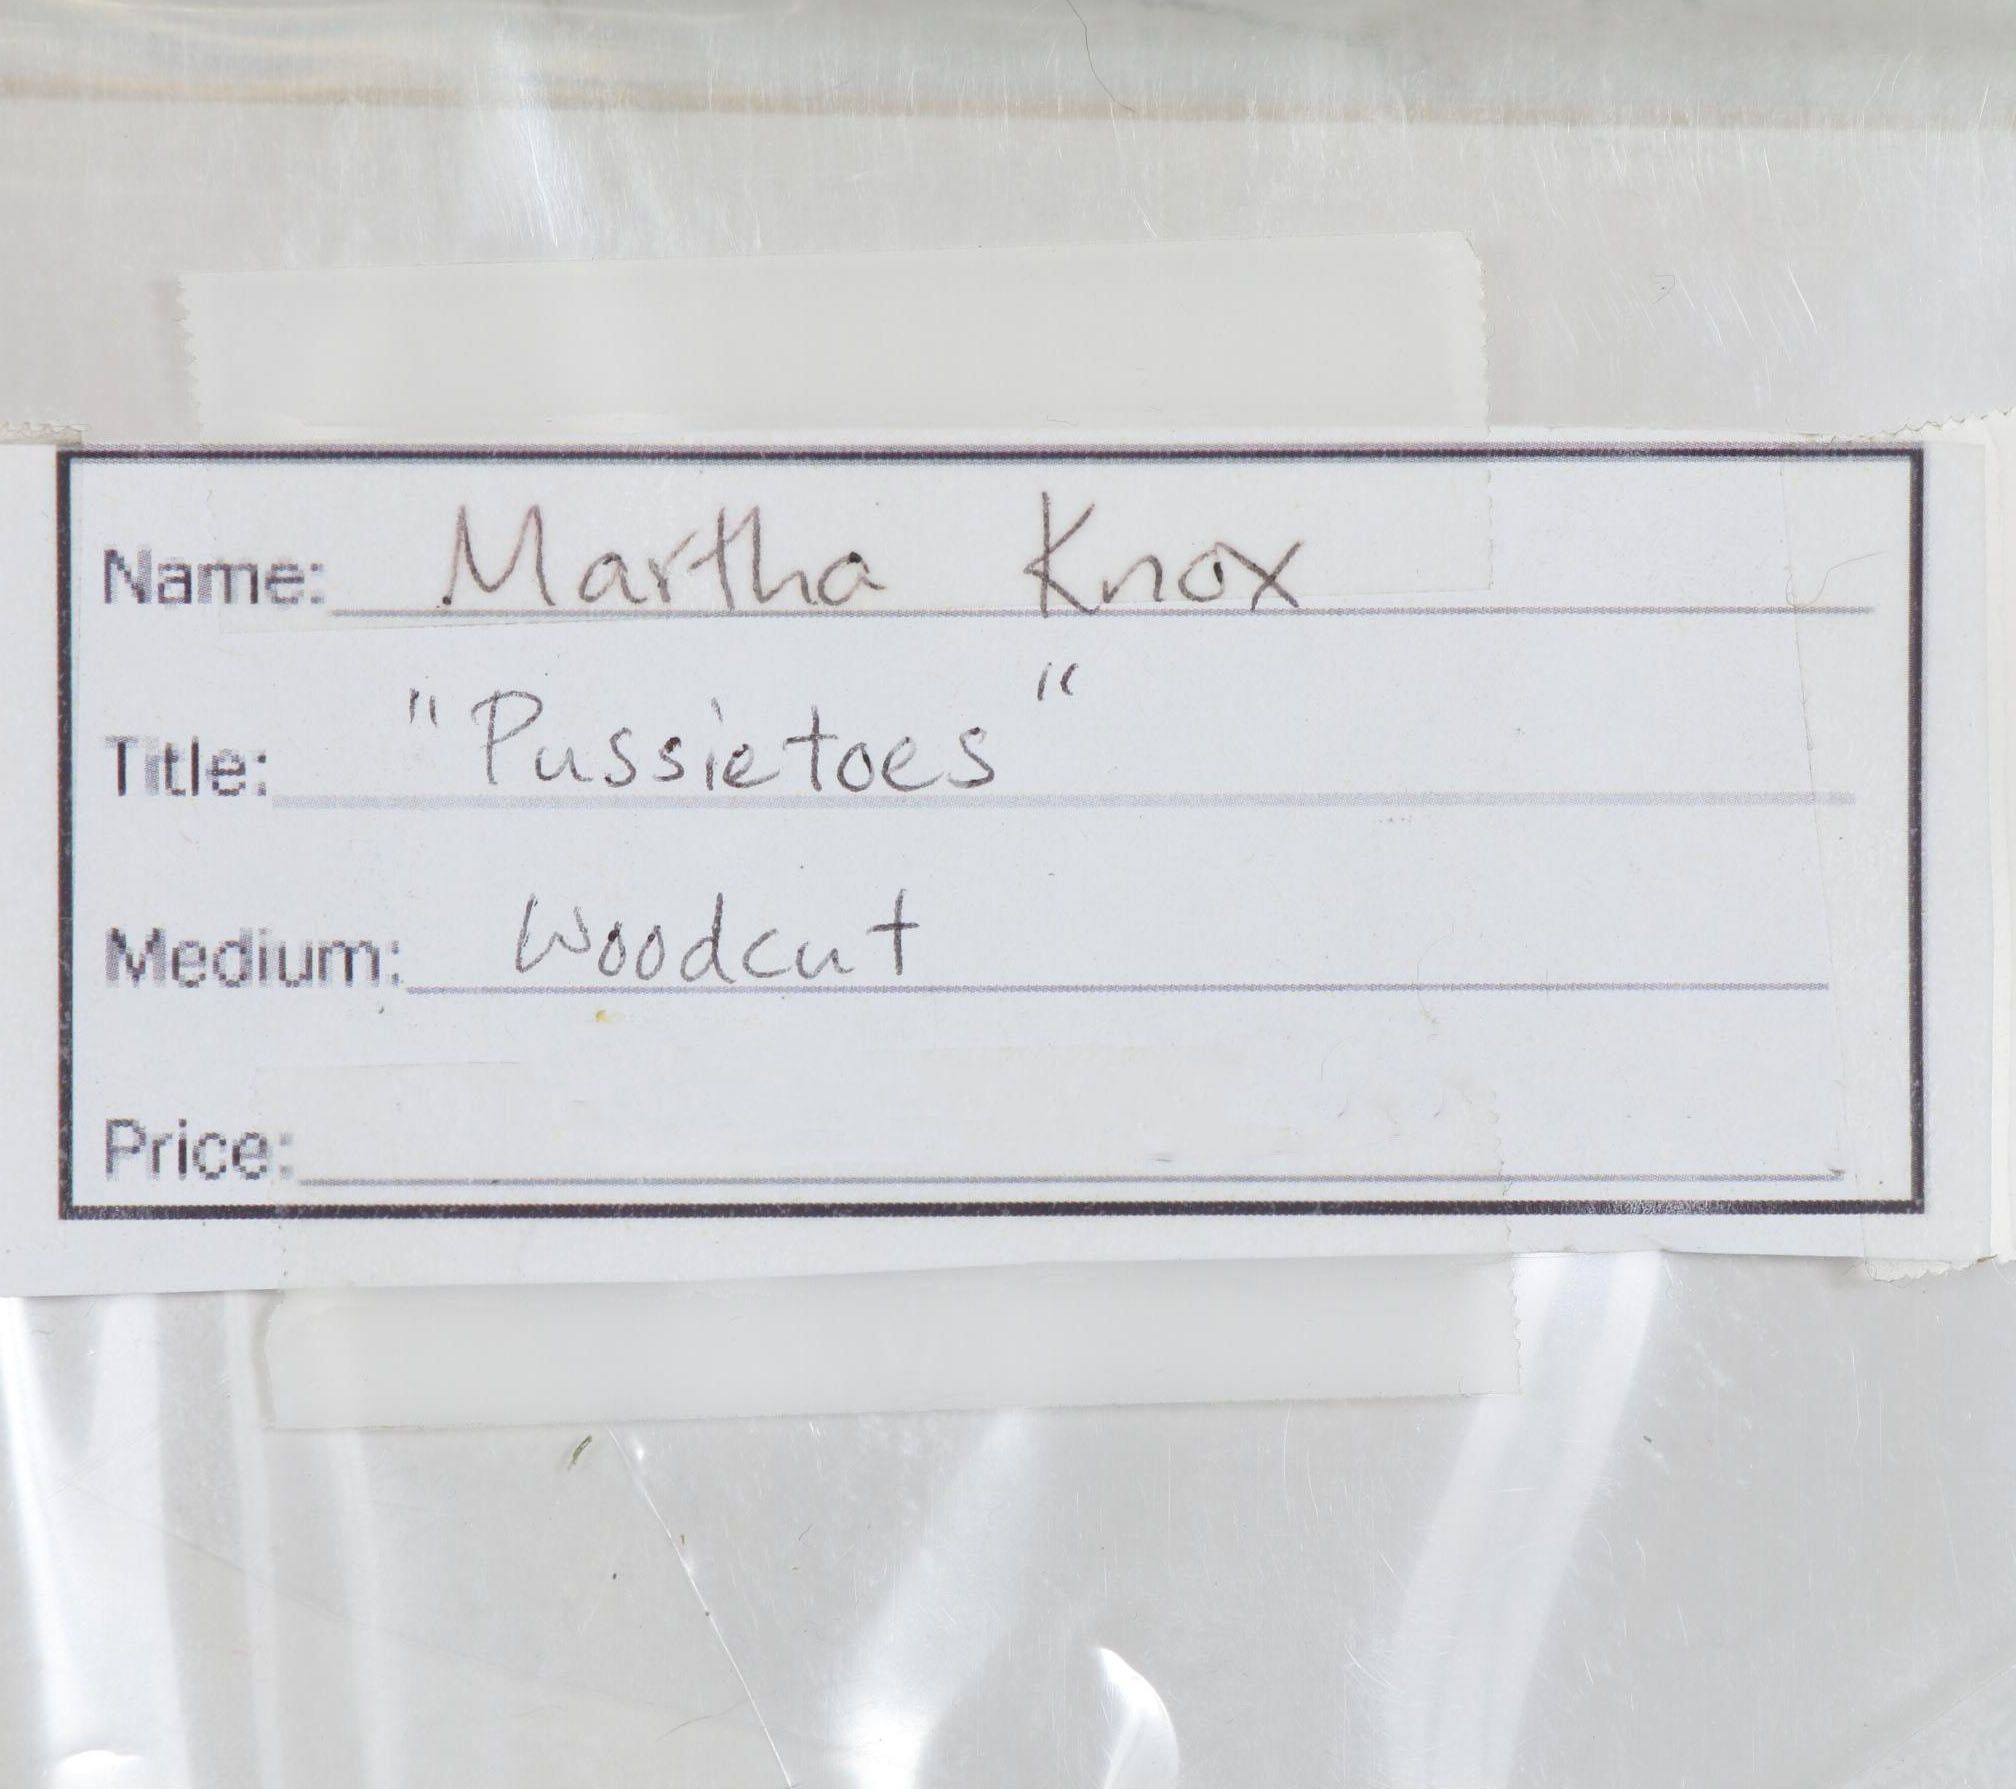 Name: Martha Knox
Title: "Pussietoes"
Medium: Woodcut
Price: